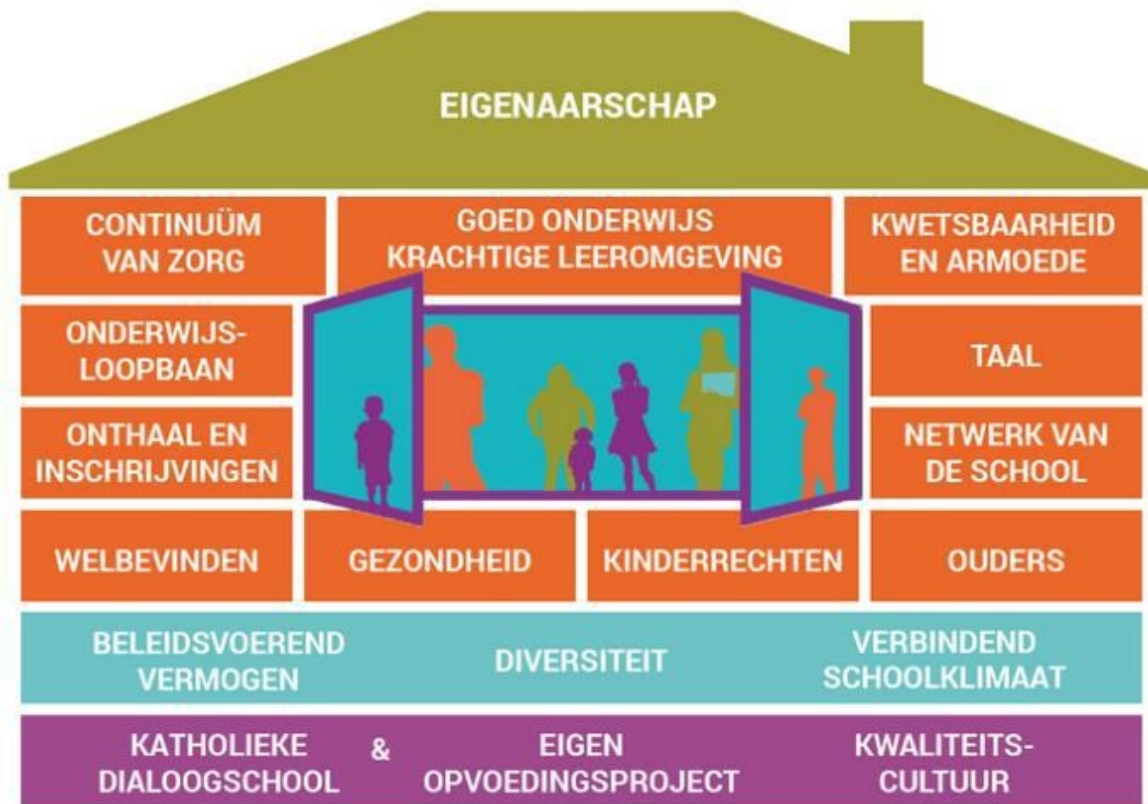 EIGENAARSCHAP
CONTINUÜM
VAN ZORG
GOED ONDERWIJS
KRACHTIGE LEEROMGEVING
KWETSBAARHEID
EN ARMOEDE
ONDERWIJS-
LOOPBAAN
TAAL
ONTHAAL EN
INSCHRIJVINGEN
NETWERK VAN
DE SCHOOL
WELBEVINDEN
GEZONDHEID
KINDERRECHTEN
OUDERS
BELEIDSVOEREND
VERMOGEN
DIVERSITEIT
VERBINDEND
SCHOOLKLIMAAT
KATHOLIEKE
DIALOOGSCHOOL
&
EIGEN
OPVOEDINGSPROJECT
KWALITEITS-
CULTUUR